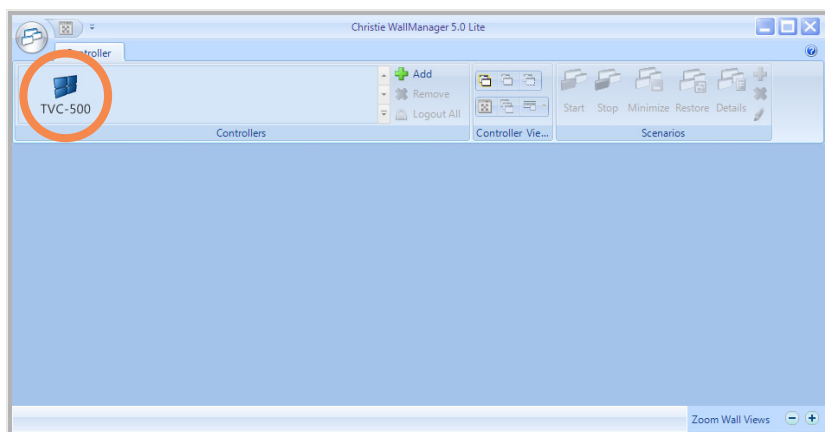 Christie WallManager 5.0 Lite
Controller
TVC-500
Add
Remove
Logout All
Start Stop Minimize Restore Details
Controllers
Controller Vie...
Scenarios
Zoom Wall Views